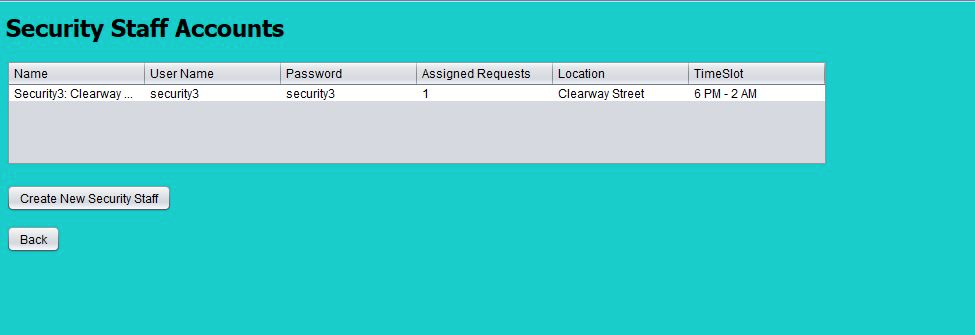 Security Staff Accounts
Name User Name Password Assigned Requests Location TimeSlot
Security3: Clearway ... security3 security3 1 Clearway Street 6 PM - 2 AM
Create New Security Staff
Back